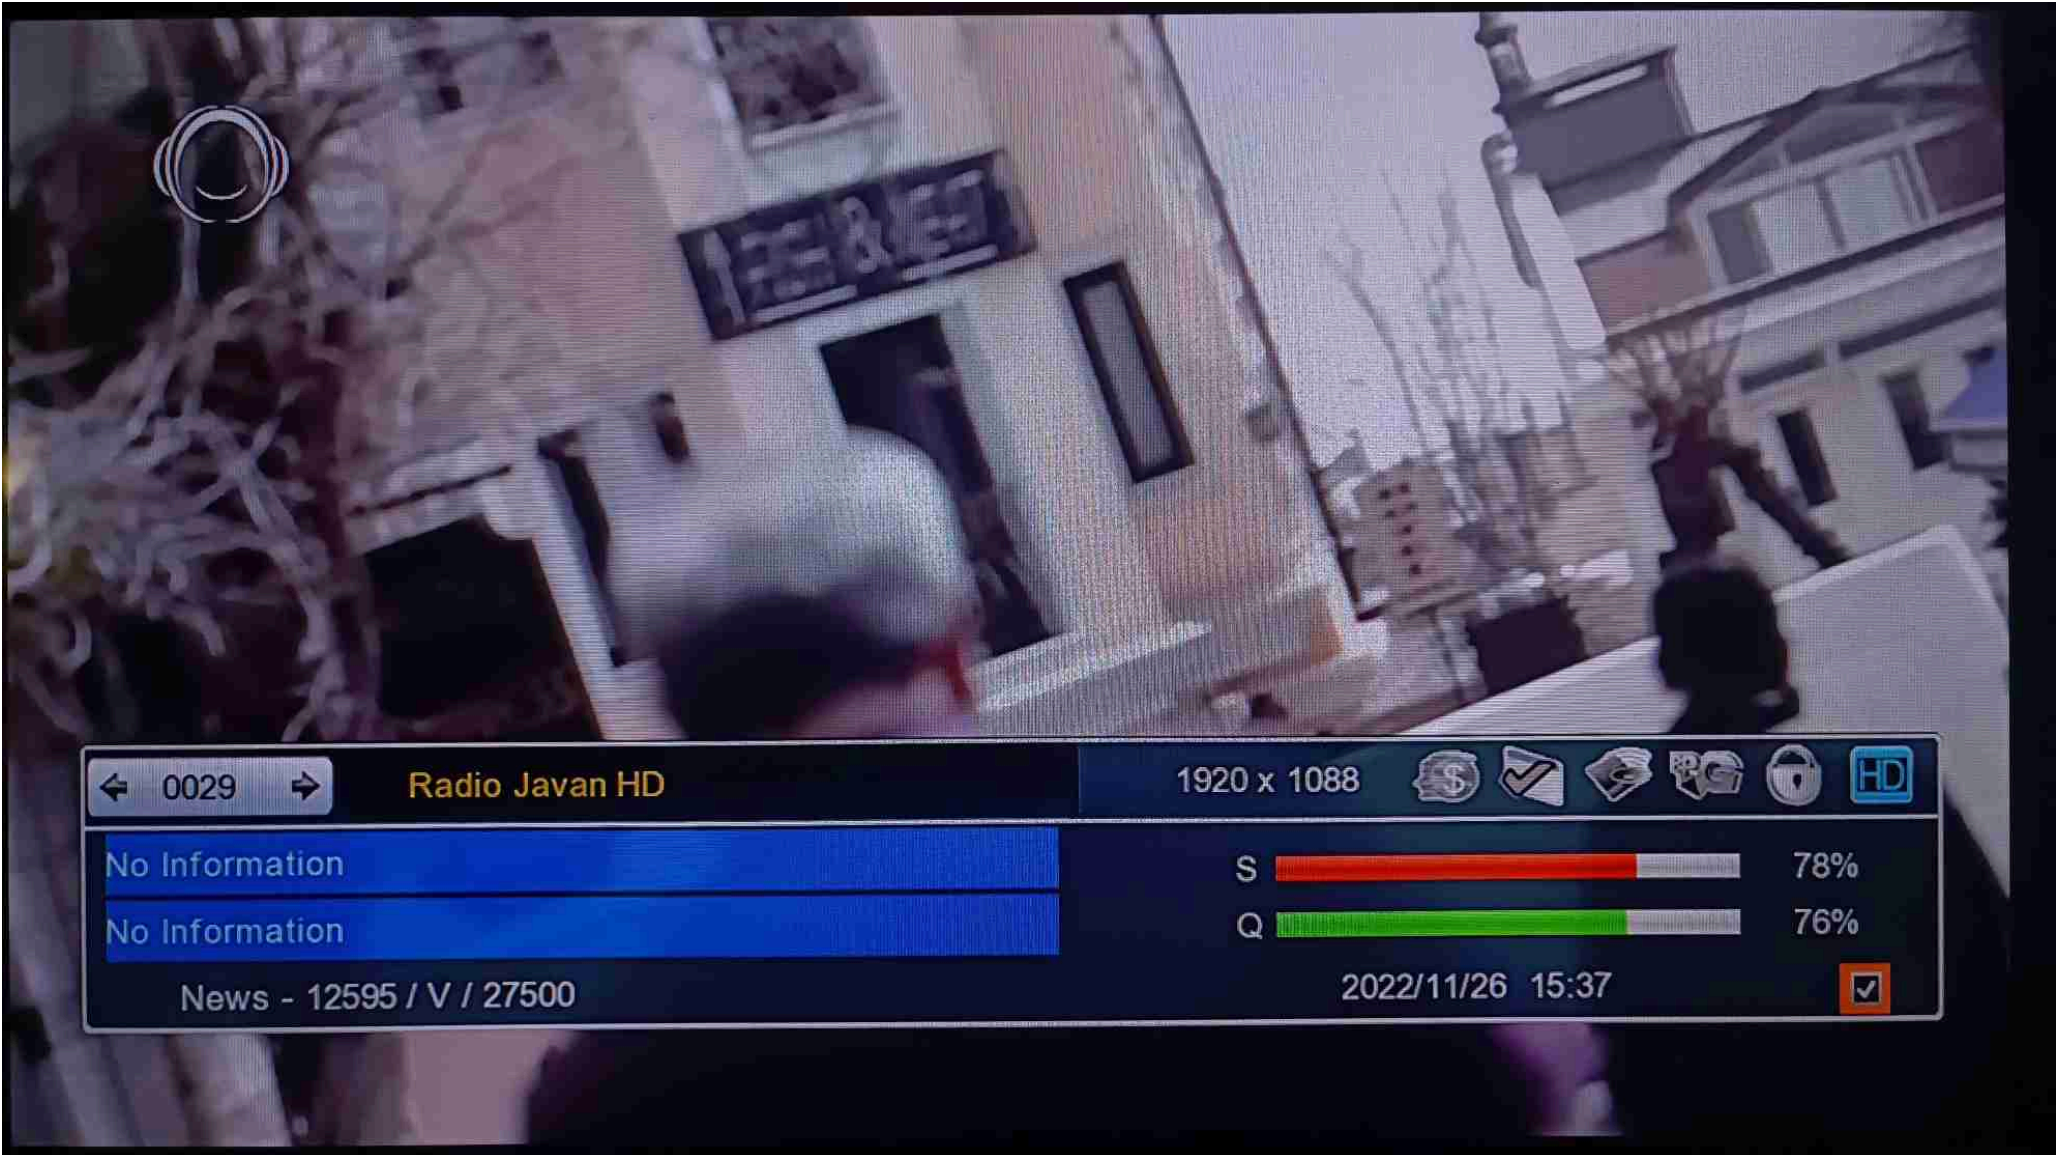 0029
Radio Javan HD
1920 x 1088
HD
No Information
No Information
S
78%
Q
76%
News - 12595 / V / 27500
2022/11/26 15:37